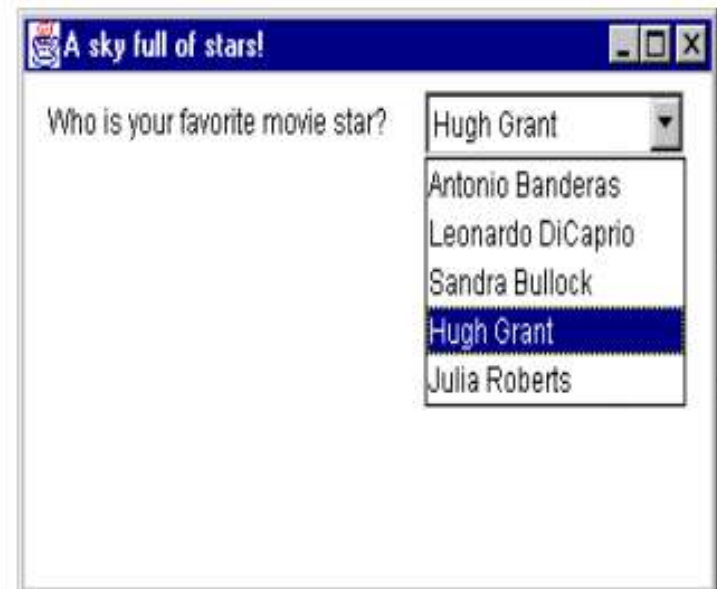 A sky full of stars!
Who is your favorite movie star?
Hugh Grant
Antonio Banderas
Leonardo DiCaprio
Sandra Bullock
Hugh Grant
Julia Roberts